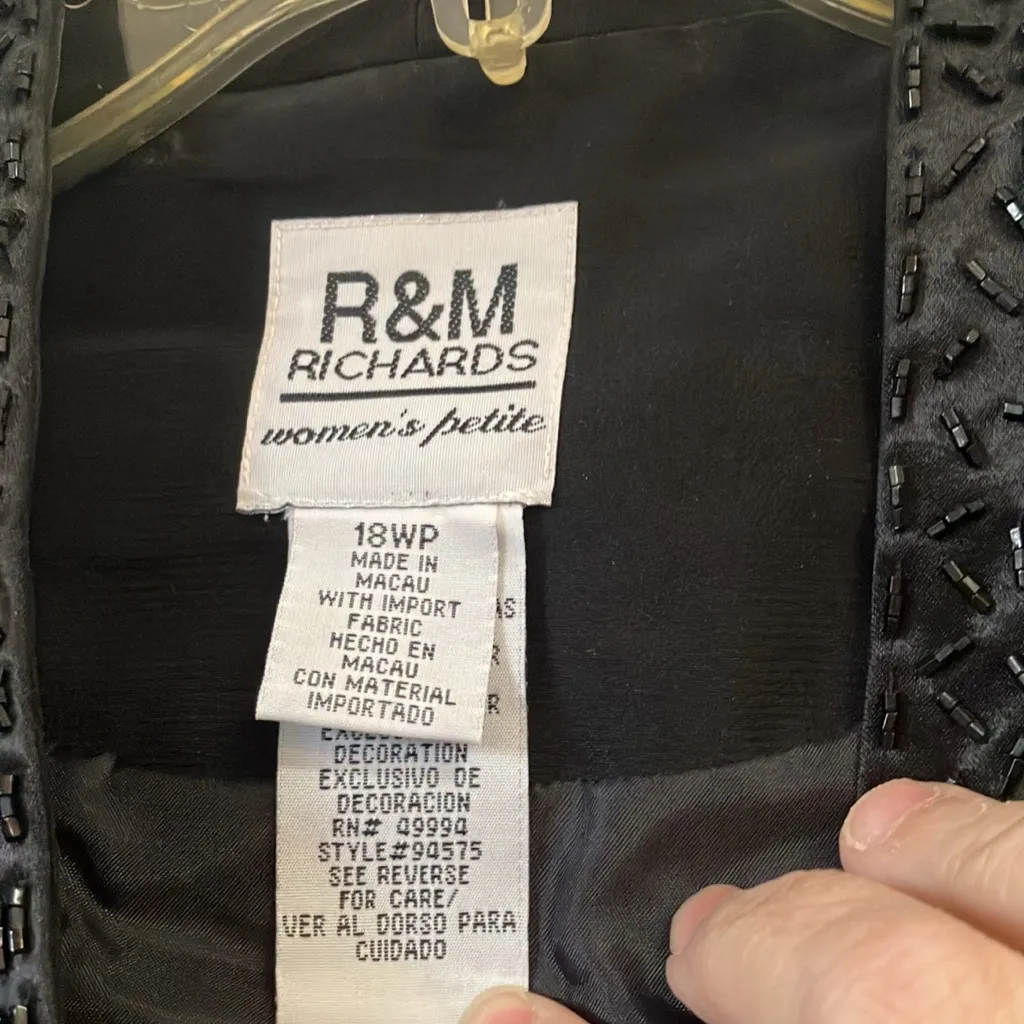 R&M
RICHARDS
women's petite
18WP
MADE IN
MACAU
WITH IMPORT
FABRIC
HECHO EN
MACAU
CON MATERIAL
IMPORTADO
DECORATION
EXCLUSIVO DE
DECORACION
RN# 49994
STYLE#94575
SEE REVERSE
FOR CARE/
VER AL DORSO PARA
CUIDADO